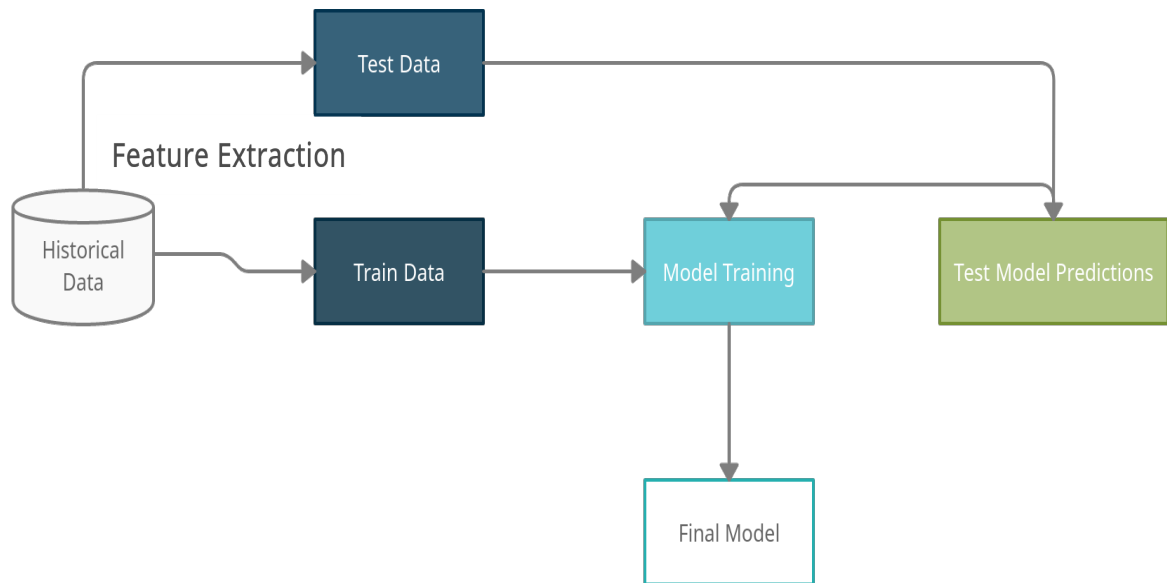 Test Data
Feature Extraction
Historical
Data
Train Data
Model Training
Test Model Predictions
Final Model